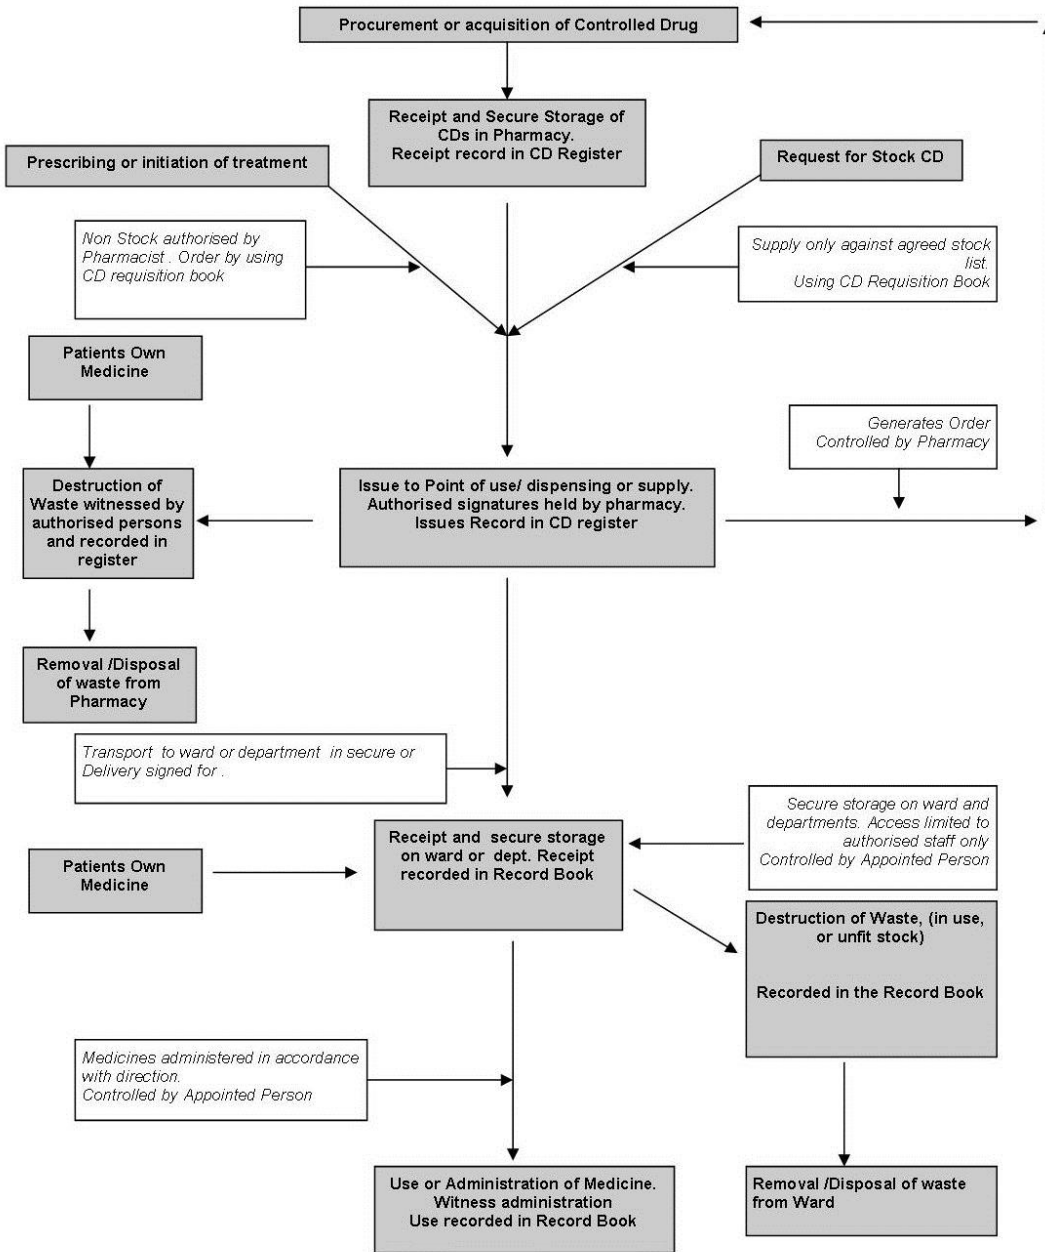 Procurement or acquisition of Controlled Drug
Receipt and Secure Storage of
CDs in Pharmacy.
Receipt record in CD Register
Prescribing or initiation of treatment
Request for Stock CD
Non Stock authorised by
Pharmacist . Order by using
CD requisition book
Supply only against agreed stock
list.
Using CD Requisition Book
Patients Own
Medicine
Generates Order
Controlled by Pharmacy
Destruction of
Waste witnessed by
authorised persons
and recorded in
register
Issue to Point of use/ dispensing or supply.
Authorised signatures held by pharmacy.
Issues Record in CD register
Removal /Disposal
of waste from
Pharmacy
Transport to ward or department in secure or
Delivery signed for .
Secure storage on ward and
departments. Access limited to
authorised staff only
Controlled by Appointed Person
Receipt and secure storage
on ward or dept. Receipt
recorded in Record Book
Patients Own
Medicine
Destruction of Waste, (in use,
or unfit stock)
Recorded in the Record Book
Medicines administered in accordance
with direction.
Controlled by Appointed Person
Use or Administration of Medicine.
Witness administration
Use recorded in Record Book
Removal /Disposal of waste
from Ward